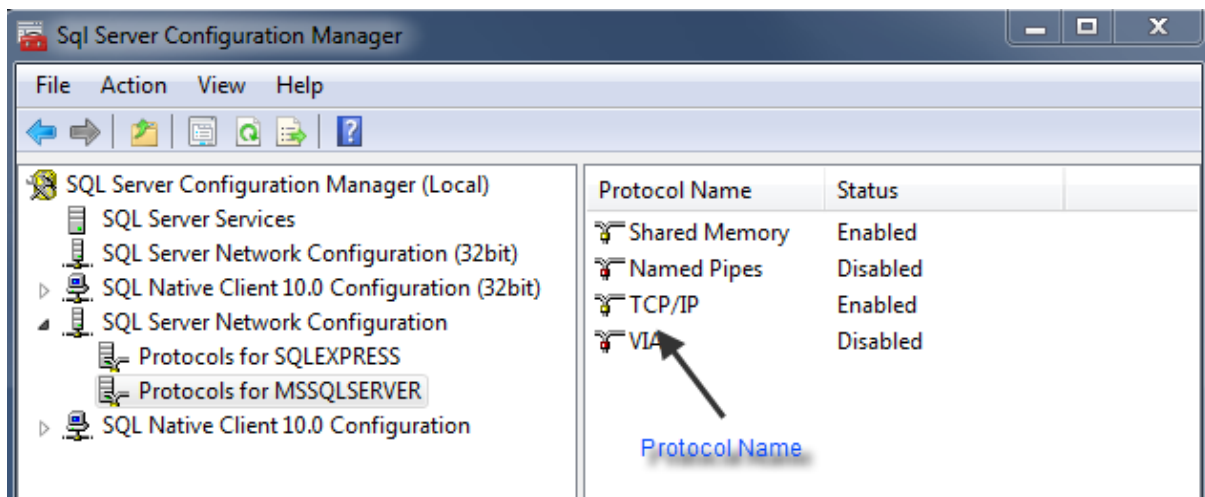 Sql Server Configuration Manager
File Action View Help
SQL Server Configuration Manager (Local)
SQL Server Services
SQL Server Network Configuration (32bit)
SQL Native Client 10.0 Configuration (32bit)
SQL Server Network Configuration
Protocols for SQLEXPRESS
Protocols for MSSQLSERVER
SQL Native Client 10.0 Configuration
Protocol Name Status
Shared Memory Enabled
Named Pipes Disabled
TCP/IP Enabled
VIA Disabled
Protocol Name